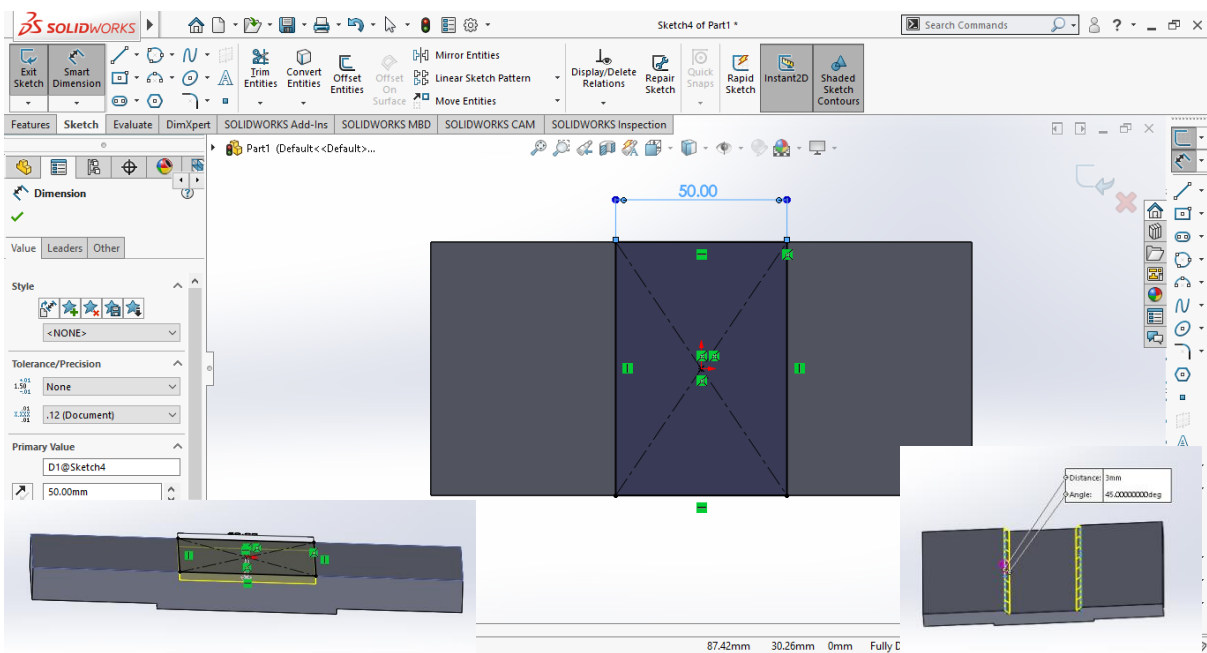 SOLIDWORKS
Sketch4 of Part1 *
Search Commands
Exit
Sketch
Smart
Dimension
Trim
Entities
Convert
Entities
Offset
Entities
Offset
On
Surface
Mirror Entities
Linear Sketch Pattern
Move Entities
Display/Delete
Relations
Repair
Sketch
Quick
Snaps
Rapid
Sketch
Instant2D
Shaded
Sketch
Contours
Features Sketch Evaluate DimXpert SOLIDWORKS Add-Ins SOLIDWORKS MBD SOLIDWORKS CAM SOLIDWORKS Inspection
Part1 (Default<<Default>...
Dimension
Value Leaders Other
Style
<NONE>
Tolerance/Precision
None
.12 (Document)
Primary Value
D1@Sketch4
50.00mm
50.00
Distance: 3mm
Angle: 45.00000000deg
87.42mm 30.26mm 0mm Fully D